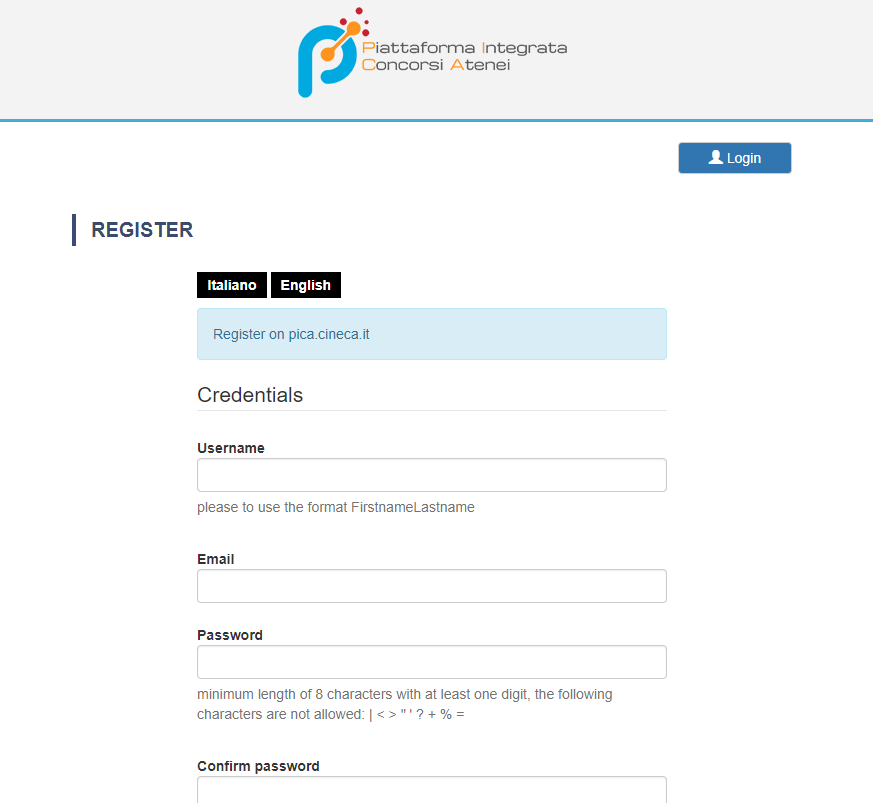 Piattaforma Integrata
Concorsi Atenei
Login
REGISTER
Italiano English
Register on pica.cineca.it
Credentials
Username
please to use the format FirstnameLastname
Email
Password
minimum length of 8 characters with at least one digit, the following
characters are not allowed: | < > " ' ? + % =
Confirm password